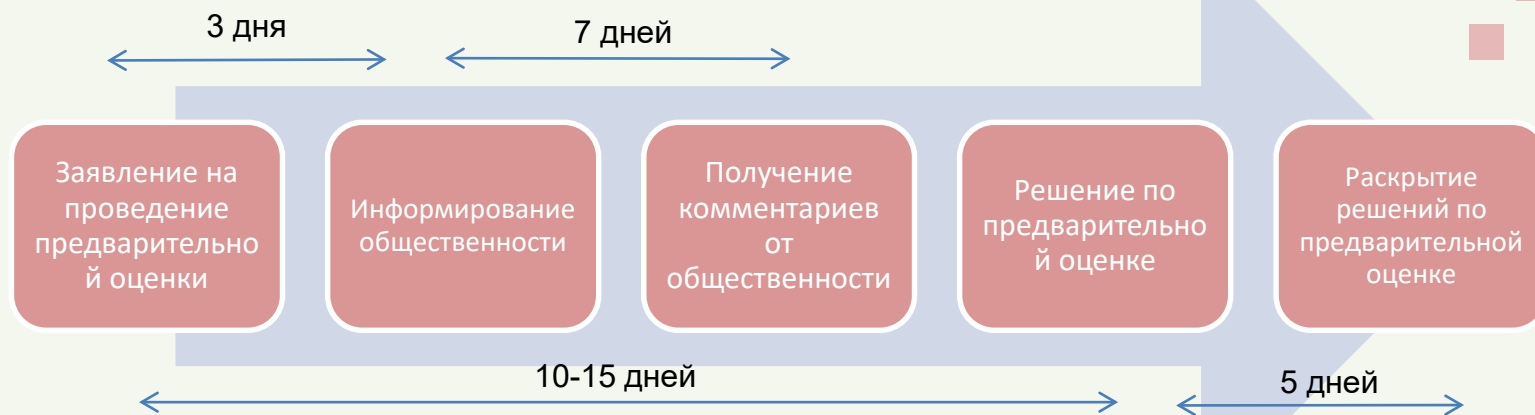 3 дня
7 дней
Заявление на
проведение
предварительно
й оценки
Информирование
общественности
Получение
комментариев
от
общественности
Решение по
предварительно
й оценке
Раскрытие
решений по
предварительной
оценке
10-15 дней
5 дней